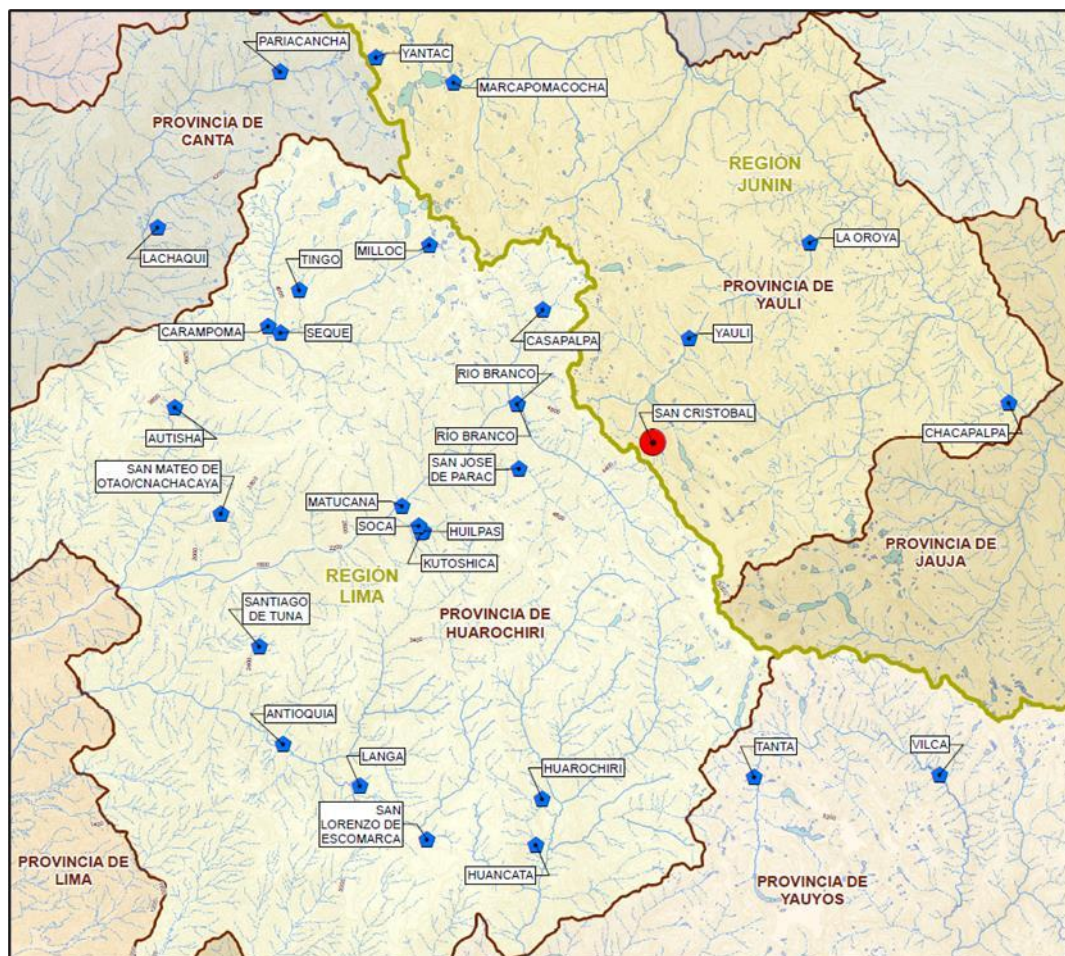 PARIACANCHA
YANTAC
MARCAPOMACOCHA
PROVINCIA DE
CANTA
REGIÓN
JUNIN
LACHAQUI
TINGO
MILLOC
LA OROYA
PROVINCIA DE
YAULI
CARAMPOMA
SEQUE
CASAPALPA
YAULI
RIO BRANCO
RÍO BRANCO
SAN CRISTOBAL
CHACAPALPA
AUTISHA
SAN MATEO DE
OTAO/CNACHACAYA
SAN JOSE
DE PARAC
MATUCANA
SOCA
HUILPAS
KUTOSHICA
REGIÓN
LIMA
PROVINCIA DE
HUAROCHIRI
PROVINCIA DE
JAUJA
SANTIAGO
DE TUNA
ANTIOQUIA
LANGA
HUAROCHIRI
TANTA
VILCA
SAN
LORENZO DE
ESCOMARCA
HUANCATA
PROVINCIA DE
LIMA
PROVINCIA DE
YAUYOS